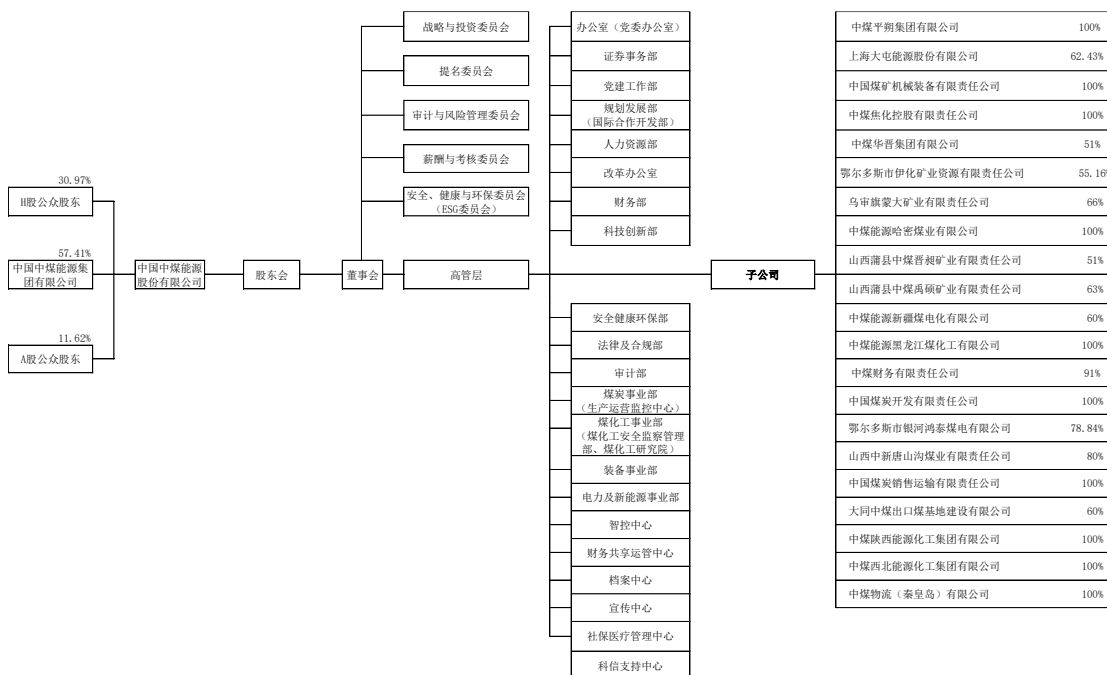 30.97%
H股公众股东
57.41%
中国中煤能源集
团有限公司
11.62%
A股公众股东
中国中煤能源
股份有限公司
股东会
董事会
战略与投资委员会
提名委员会
审计与风险管理委员会
薪酬与考核委员会
安全、健康与环保委员会
（ESG委员会）
高管层
办公室（党委办公室）
证券事务部
党建工作部
规划发展部
（国际合作开发部）
人力资源部
改革办公室
财务部
科技创新部
安全健康环保部
法律及合规部
审计部
煤炭事业部
（生产运营监控中心）
煤化工事业部
（煤化工安全监察管理
部、煤化工研究院）
装备事业部
电力及新能源事业部
智控中心
财务共享运管中心
档案中心
宣传中心
社保医疗管理中心
科信支持中心
子公司
中煤平朔集团有限公司 100%
上海大屯能源股份有限公司 62.43%
中国煤矿机械装备有限责任公司 100%
中煤焦化控股有限责任公司 100%
中煤华晋集团有限公司 51%
鄂尔多斯市伊化矿业资源有限责任公司 55.16%
乌审旗蒙大矿业有限责任公司 66%
中煤能源哈密煤业有限公司 100%
山西蒲县中煤晋昶矿业有限责任公司 51%
山西蒲县中煤禹硕矿业有限责任公司 63%
中煤能源新疆煤电化有限公司 60%
中煤能源黑龙江煤化工有限公司 100%
中煤财务有限责任公司 91%
中国煤炭开发有限责任公司 100%
鄂尔多斯市银河鸿泰煤电有限公司 78.84%
山西中新唐山沟煤业有限责任公司 80%
中国煤炭销售运输有限责任公司 100%
大同中煤出口煤基地建设有限公司 60%
中煤陕西能源化工集团有限公司 100%
中煤西北能源化工集团有限公司 100%
中煤物流（秦皇岛）有限公司 100%